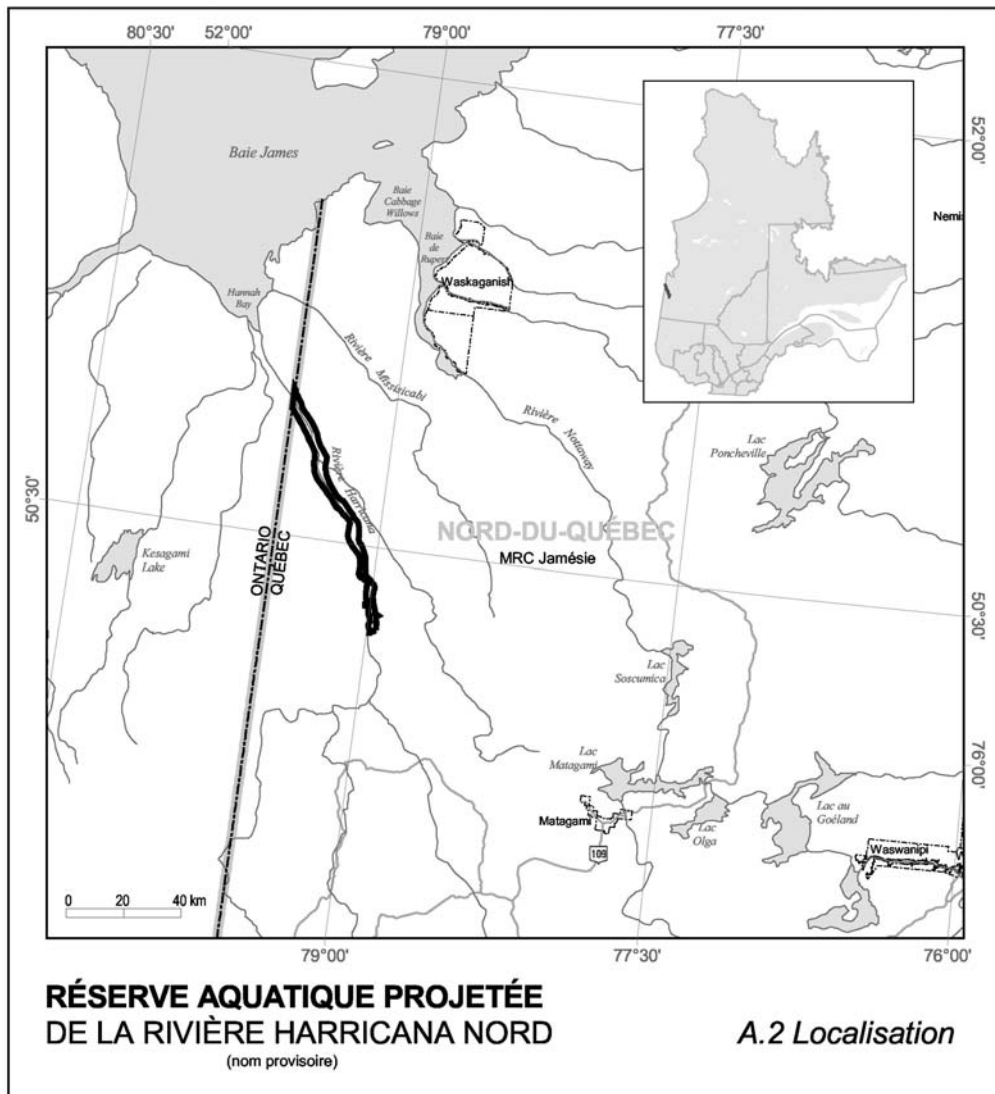 80°30' 52°00' 79°00' 77°30'
Baie James
52°00'
Baie
Cabbage
Willows
Nemis
Baie
de
Rupert
Waskaganish
Hannah
Bay
Rivière Missisicabi
Rivière Nottaway
Lac
Poncheville
Rivière Harricana
50°30'
NORD-DU-QUÉBEC
MRC Jamésie
Kesagami
Lake
ONTARIO
QUÉBEC
50°30'
Lac
Soscumica
Lac
Matagami
76°00'
Lac au
Goéland
Matagami
Lac
Olga
109
Waswanipi
0 20 40 km
79°00' 77°30' 76°00'
RÉSERVE AQUATIQUE PROJETÉE
DE LA RIVIÈRE HARRICANA NORD
(nom provisoire)
A.2 Localisation